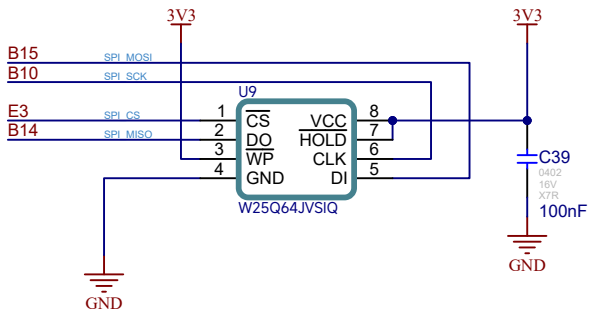 3V3
3V3
B15 SPI_MOSI
B10 SPI_SCK
U9
E3 SPI_CS 1 CS VCC 8
B14 SPI_MISO 2 DO HOLD 7
3 WP CLK 6
4 GND DI 5
W25Q64JVSIQ
C39
0402
16V
X7R
100nF
GND
GND